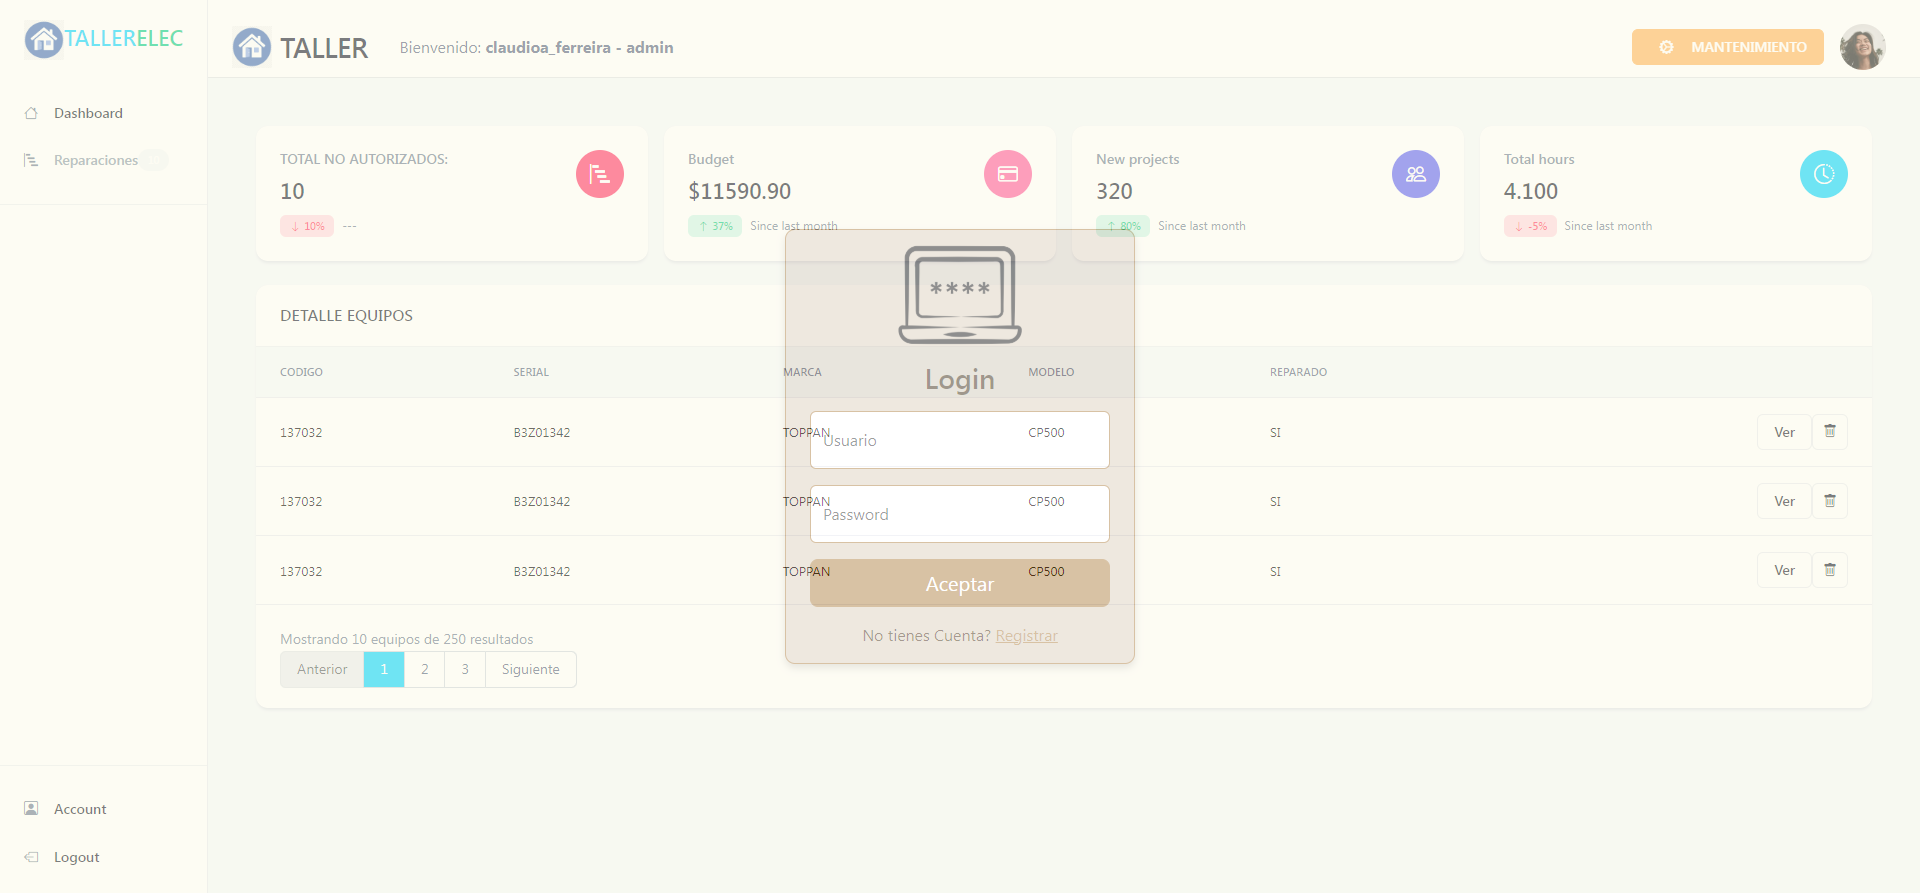 TALLERELEC
Dashboard
Reparaciones
Account
Logout
TALLER
Bienvenido: claudioa_ferreira - admin
MANTENIMIENTO
TOTAL NO AUTORIZADOS:
10
↓ 10% ---
Budget
$11590.90
↑ 37% Since last month
New projects
320
↑ 80% Since last month
Total hours
4.100
↓ -5% Since last month
DETALLE EQUIPOS
CODIGO SERIAL MARCA MODELO REPARADO
137032 B3Z01342 TOPPAN CP500 SI Ver
137032 B3Z01342 TOPPAN CP500 SI Ver
137032 B3Z01342 TOPPAN CP500 SI Ver
Mostrando 10 equipos de 250 resultados
Anterior 1 2 3 Siguiente
****
Login
Usuario
Password
Aceptar
No tienes Cuenta? Registrar